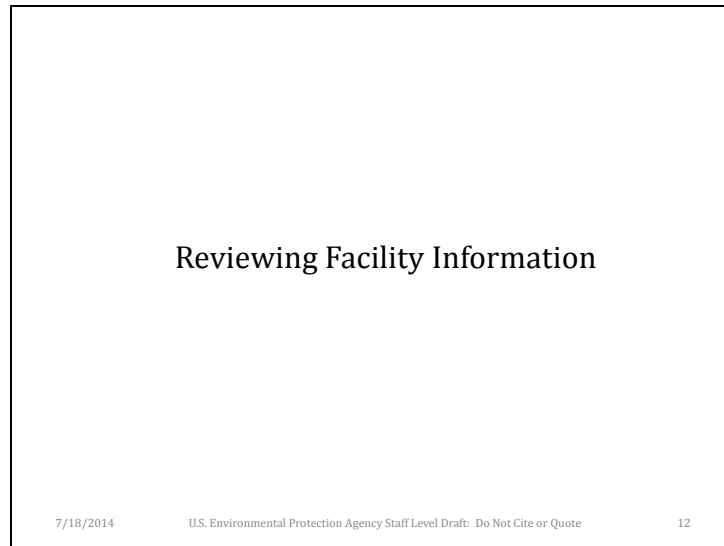 Reviewing Facility Information
7/18/2014 U.S. Environmental Protection Agency Staff Level Draft: Do Not Cite or Quote 12